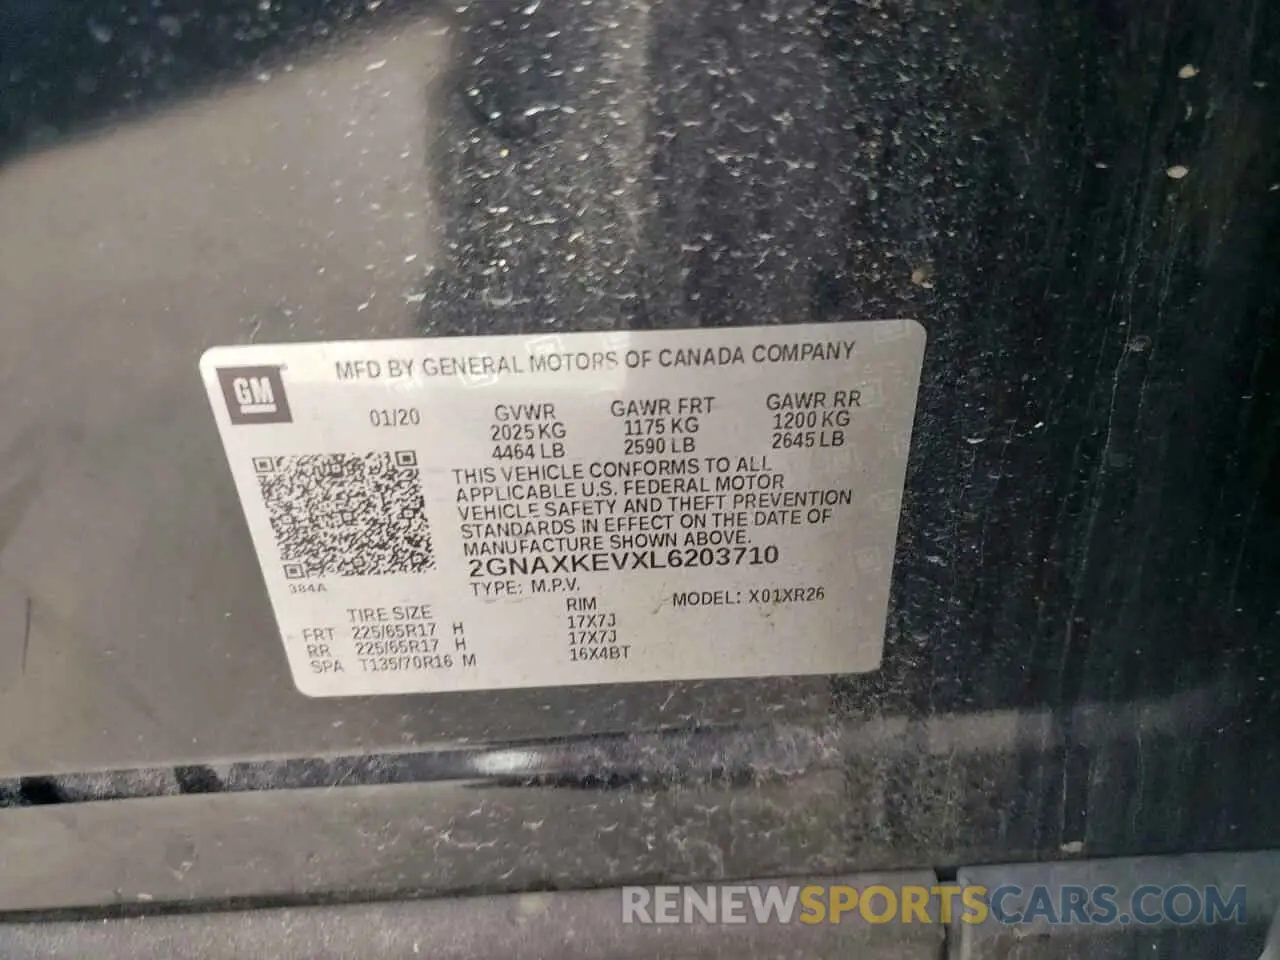 MFD BY GENERAL MOTORS OF CANADA COMPANY
GM
01/20
GVWR GAWR FRT GAWR RR
2025 KG 1175 KG 1200 KG
4464 LB 2590 LB 2645 LB
THIS VEHICLE CONFORMS TO ALL
APPLICABLE U.S. FEDERAL MOTOR
VEHICLE SAFETY AND THEFT PREVENTION
STANDARDS IN EFFECT ON THE DATE OF
MANUFACTURE SHOWN ABOVE.
2GNAXKEVXL6203710
384A
TYPE: M.P.V.
MODEL: X01XR26
TIRE SIZE RIM
FRT 225/65R17 H 17X7J
RR 225/65R17 H 17X7J
SPA T135/70R16 M 16X4BT
RENEWSPORTSCARS.COM